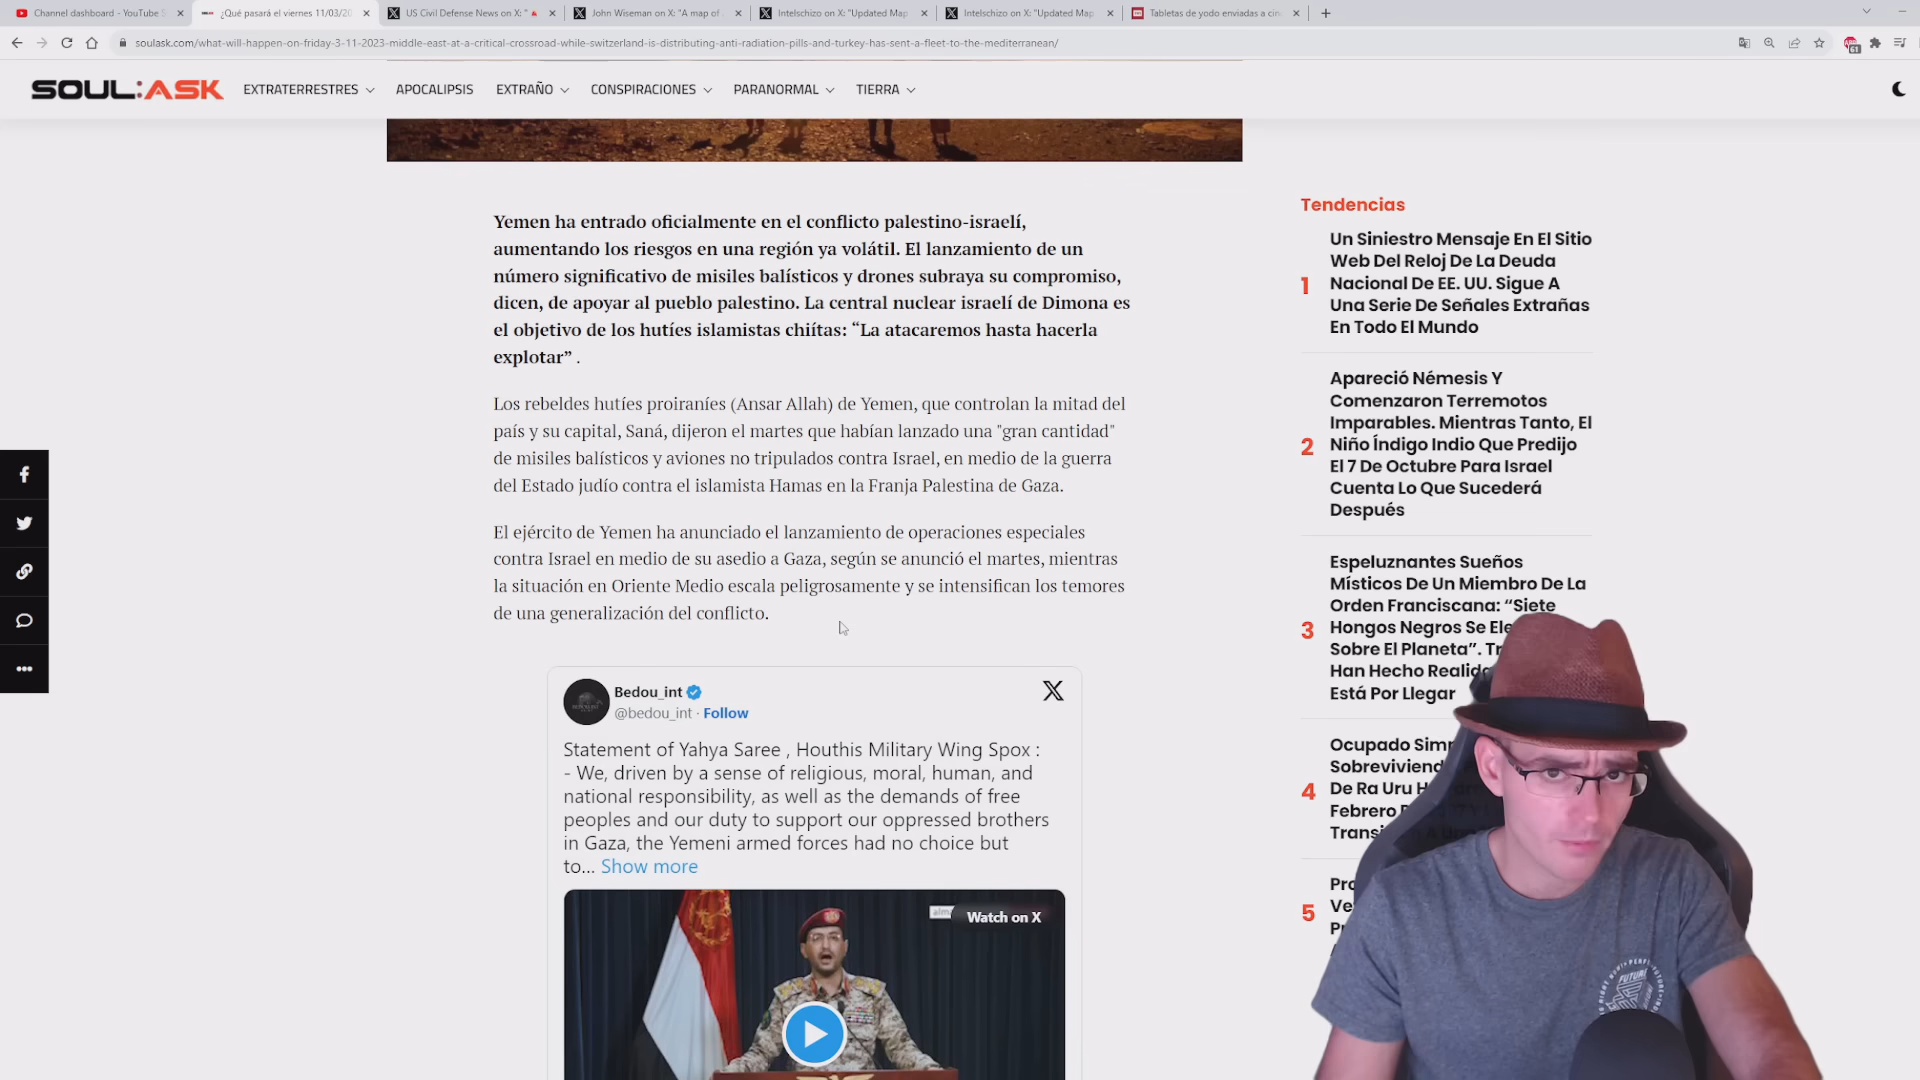 Channel dashboard - YouTube S
¿Qué pasará el viernes 11/03/20
US Civil Defense News on X: "
John Wiseman on X: "A map of
Intelschizo on X: "Updated Map
Intelschizo on X: "Updated Map
Tabletas de yodo enviadas a cin
soulask.com/what-will-happen-on-friday-3-11-2023-middle-east-at-a-critical-crossroad-while-switzerland-is-distributing-anti-radiation-pills-and-turkey-has-sent-a-fleet-to-the-mediterranean/
61
SOUL:ASK
EXTRATERRESTRES
APOCALIPSIS
EXTRAÑO
CONSPIRACIONES
PARANORMAL
TIERRA
Yemen ha entrado oficialmente en el conflicto palestino-israelí,
aumentando los riesgos en una región ya volátil. El lanzamiento de un
número significativo de misiles balísticos y drones subraya su compromiso,
dicen, de apoyar al pueblo palestino. La central nuclear israelí de Dimona es
el objetivo de los hutíes islamistas chiítas: “La atacaremos hasta hacerla
explotar” .
Los rebeldes hutíes proiraníes (Ansar Allah) de Yemen, que controlan la mitad del
país y su capital, Saná, dijeron el martes que habían lanzado una "gran cantidad"
de misiles balísticos y aviones no tripulados contra Israel, en medio de la guerra
del Estado judío contra el islamista Hamas en la Franja Palestina de Gaza.
El ejército de Yemen ha anunciado el lanzamiento de operaciones especiales
contra Israel en medio de su asedio a Gaza, según se anunció el martes, mientras
la situación en Oriente Medio escala peligrosamente y se intensifican los temores
de una generalización del conflicto.
Bedou_int
@bedou_int · Follow
Statement of Yahya Saree , Houthis Military Wing Spox :
- We, driven by a sense of religious, moral, human, and
national responsibility, as well as the demands of free
peoples and our duty to support our oppressed brothers
in Gaza, the Yemeni armed forces had no choice but
to... Show more
Watch on X
Tendencias
1
Un Siniestro Mensaje En El Sitio
Web Del Reloj De La Deuda
Nacional De EE. UU. Sigue A
Una Serie De Señales Extrañas
En Todo El Mundo
2
Apareció Némesis Y
Comenzaron Terremotos
Imparables. Mientras Tanto, El
Niño Índigo Indio Que Predijo
El 7 De Octubre Para Israel
Cuenta Lo Que Sucederá
Después
3
Espeluznantes Sueños
Místicos De Un Miembro De La
Orden Franciscana: “Siete
Hongos Negros Se Ele
Sobre El Planeta”. Tr
Han Hecho Realid
Está Por Llegar
4
Ocupado Sim
Sobreviviend
De Ra Uru H
Febrero
Trans
5
Pro
Ve
FUTURE